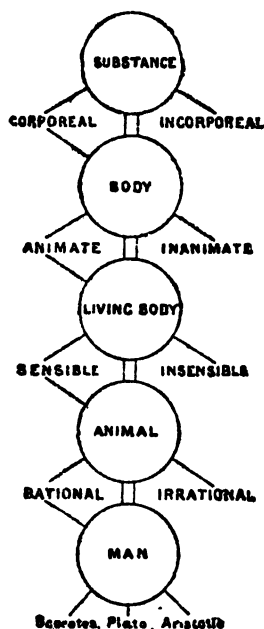 SUBSTANCE
CORPOREAL INCORPOREAL
BODY
ANIMATE INANIMATE
LIVING BODY
SENSIBLE INSENSIBLE
ANIMAL
RATIONAL IRRATIONAL
MAN
Socrates, Plato, Aristotle